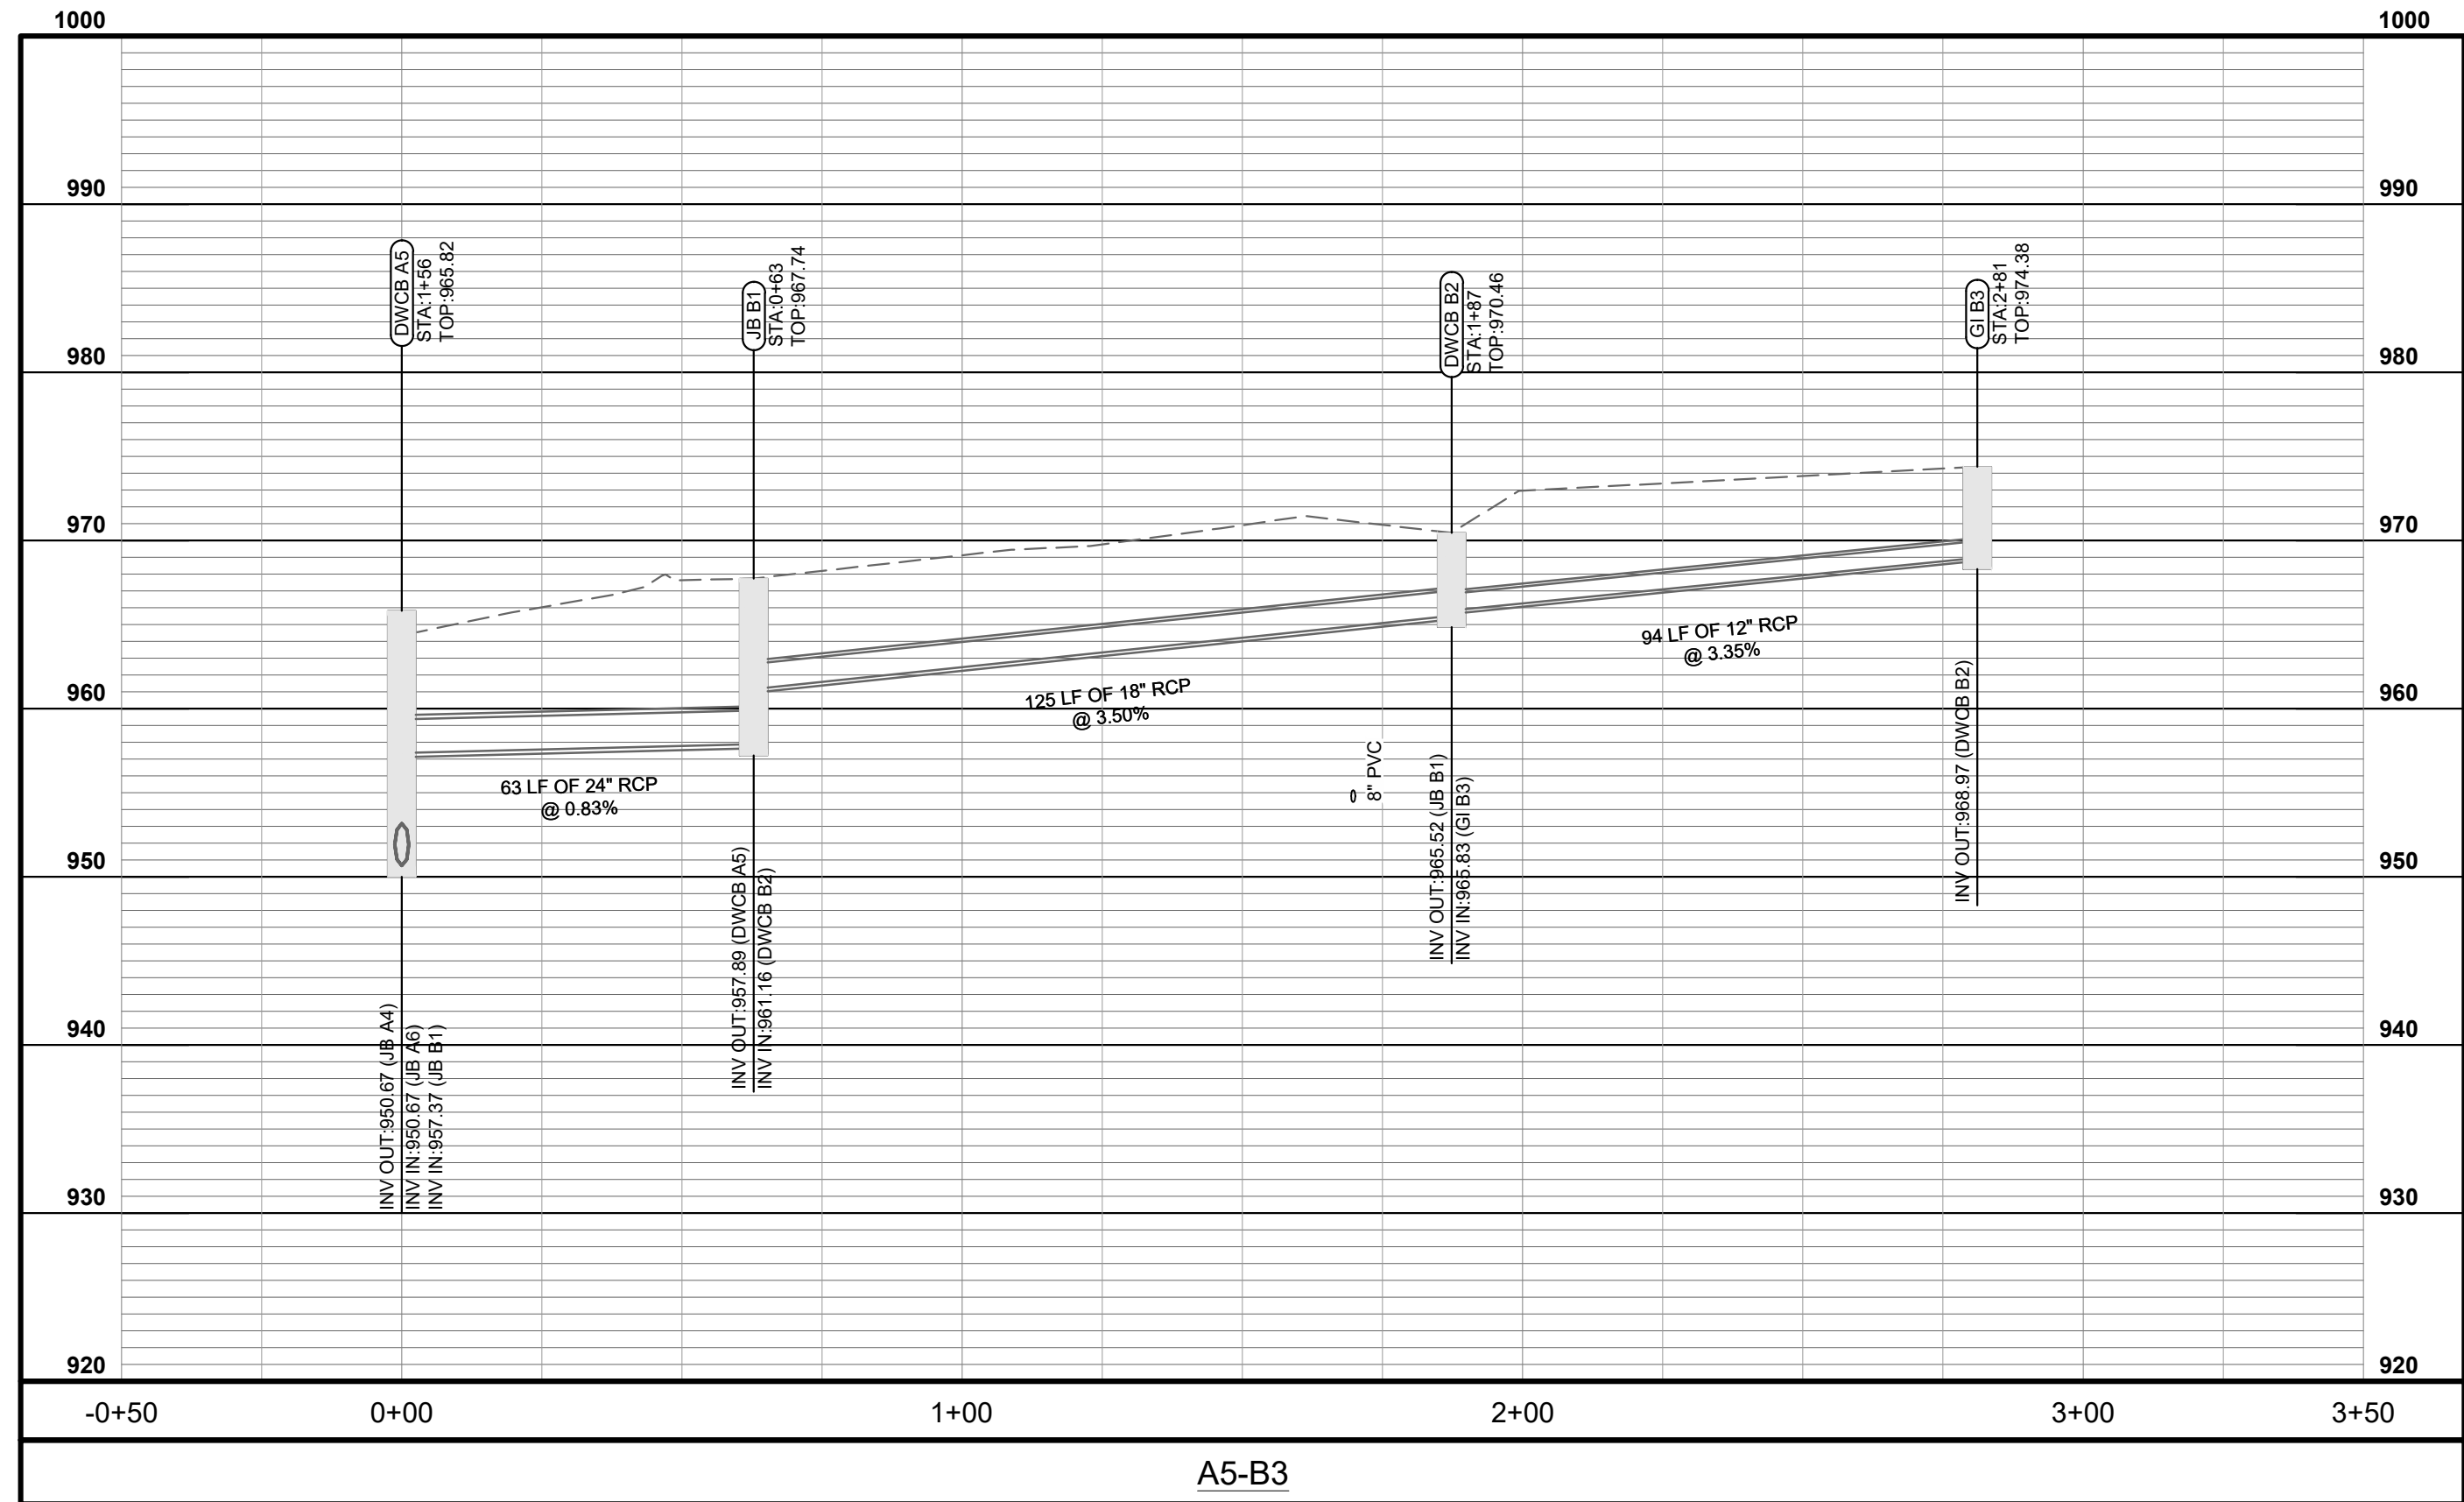 1000
1000
990
990
DWCB A5
STA:1+56
TOP:965.82
JB B1
STA:0+63
TOP:967.74
DWCB B2
STA:1+87
TOP:970.46
GI B3
STA:2+81
TOP:974.38
980
980
970
970
960
960
94 LF OF 12" RCP
@ 3.35%
125 LF OF 18" RCP
@ 3.50%
63 LF OF 24" RCP
@ 0.83%
8" PVC
INV OUT:965.52 (JB B1)
INV IN:965.83 (GI B3)
INV OUT:968.97 (DWCB B2)
INV OUT:957.89 (DWCB A5)
INV IN:961.16 (DWCB B2)
950
950
INV OUT:950.67 (JB A4)
INV IN:950.67 (JB A6)
INV IN:957.37 (JB B1)
940
940
930
930
920
920
-0+50
0+00
1+00
2+00
3+00
3+50
A5-B3